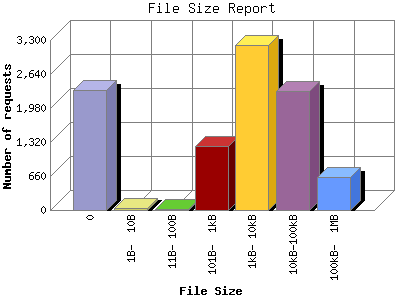 File Size Report
Number of requests
3,300
2,640
1,980
1,320
660
0
0
1B- 10B
11B- 100B
101B- 1kB
1kB- 10kB
10kB-100kB
100kB- 1MB
File Size